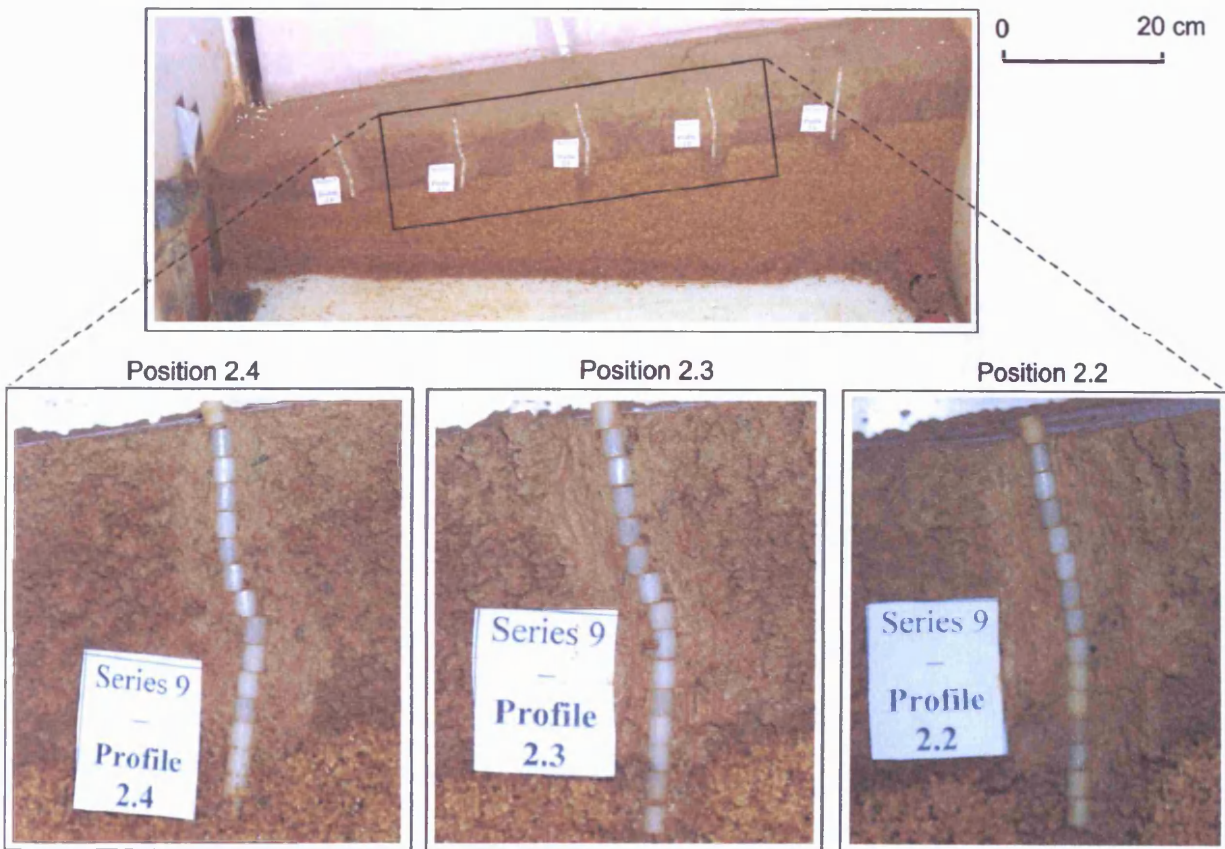 0 20 cm
Position 2.4
Position 2.3
Position 2.2
Series 9
–
Profile
2.4
Series 9
–
Profile
2.3
Series 9
–
Profile
2.2